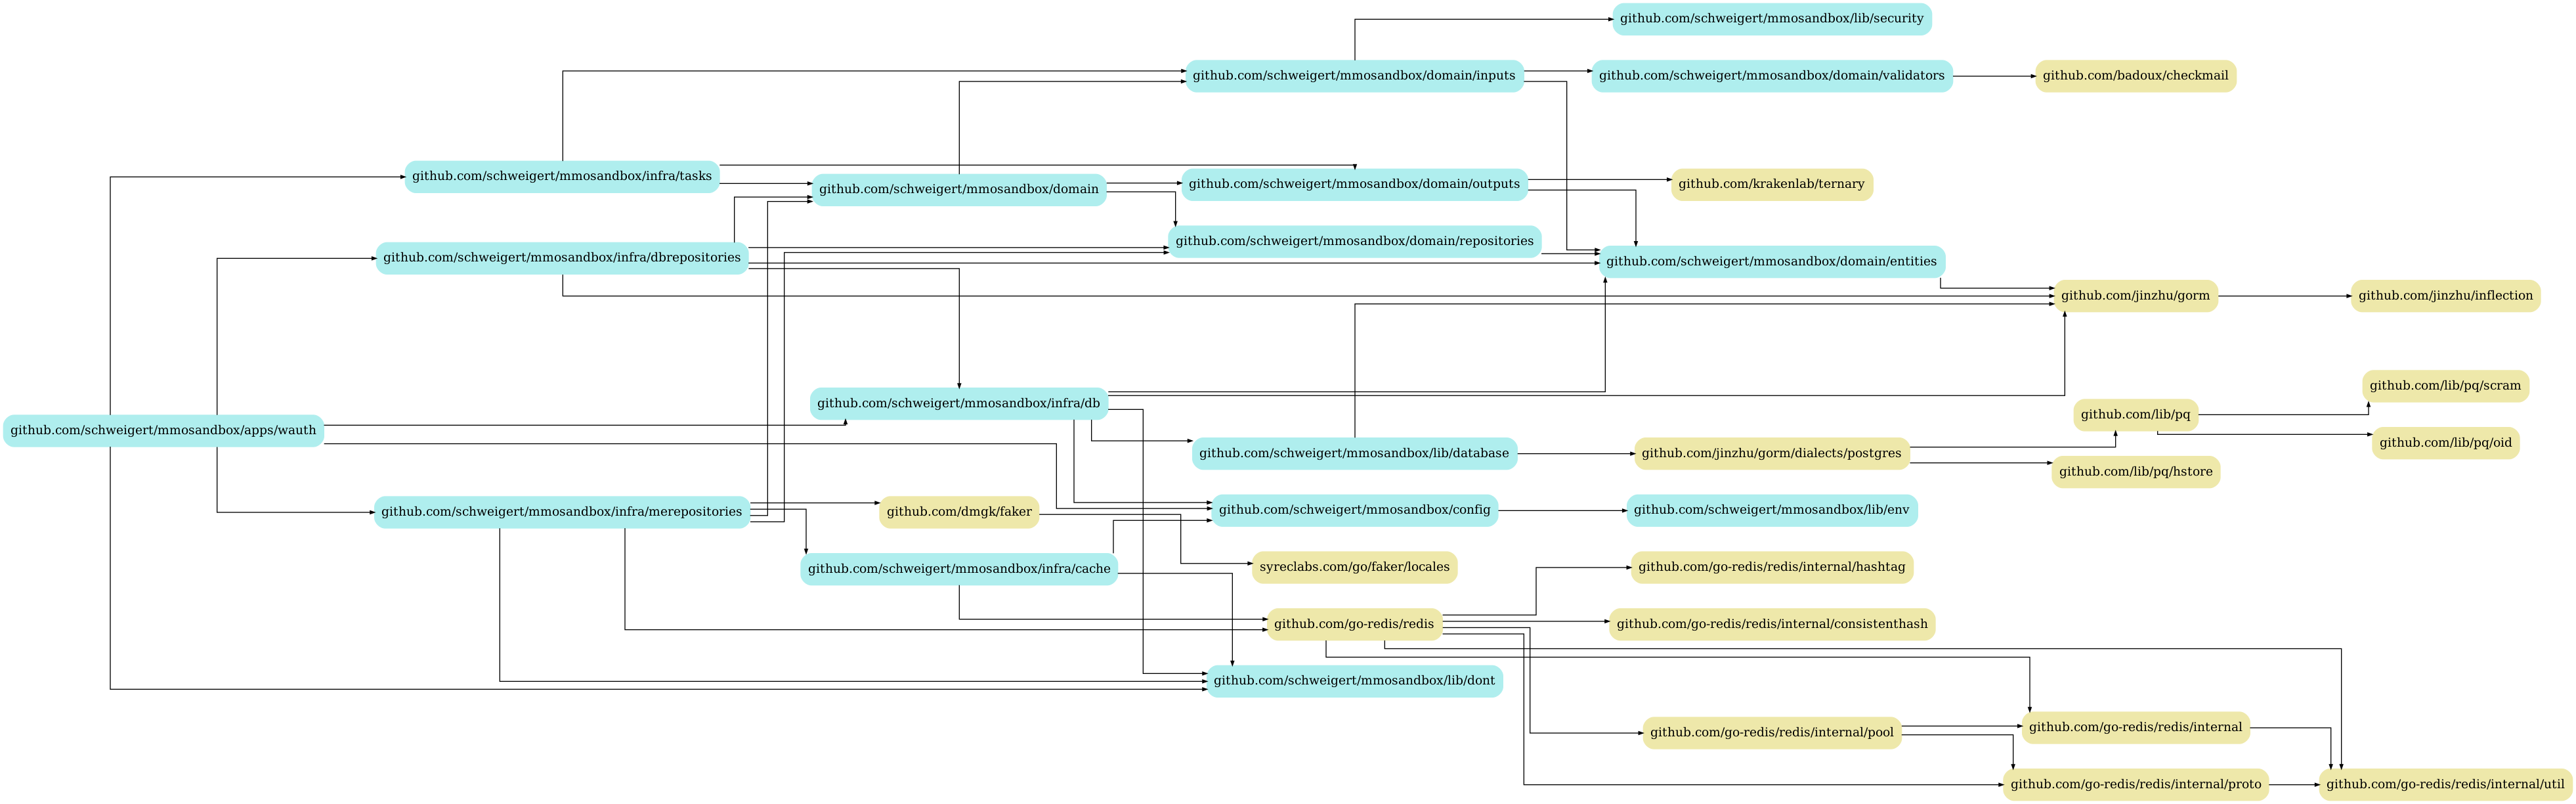 github.com/schweigert/mmosandbox/lib/security
github.com/schweigert/mmosandbox/domain/inputs
github.com/schweigert/mmosandbox/domain/validators
github.com/badoux/checkmail
github.com/schweigert/mmosandbox/infra/tasks
github.com/schweigert/mmosandbox/domain
github.com/schweigert/mmosandbox/domain/outputs
github.com/krakenlab/ternary
github.com/schweigert/mmosandbox/domain/repositories
github.com/schweigert/mmosandbox/infra/dbrepositories
github.com/schweigert/mmosandbox/domain/entities
github.com/jinzhu/gorm
github.com/jinzhu/inflection
github.com/lib/pq/scram
github.com/schweigert/mmosandbox/infra/db
github.com/lib/pq
github.com/schweigert/mmosandbox/apps/wauth
github.com/lib/pq/oid
github.com/schweigert/mmosandbox/lib/database
github.com/jinzhu/gorm/dialects/postgres
github.com/lib/pq/hstore
github.com/schweigert/mmosandbox/infra/merepositories
github.com/dmgk/faker
github.com/schweigert/mmosandbox/config
github.com/schweigert/mmosandbox/lib/env
github.com/schweigert/mmosandbox/infra/cache
syreclabs.com/go/faker/locales
github.com/go-redis/redis/internal/hashtag
github.com/go-redis/redis
github.com/go-redis/redis/internal/consistenthash
github.com/schweigert/mmosandbox/lib/dont
github.com/go-redis/redis/internal/pool
github.com/go-redis/redis/internal
github.com/go-redis/redis/internal/proto
github.com/go-redis/redis/internal/util